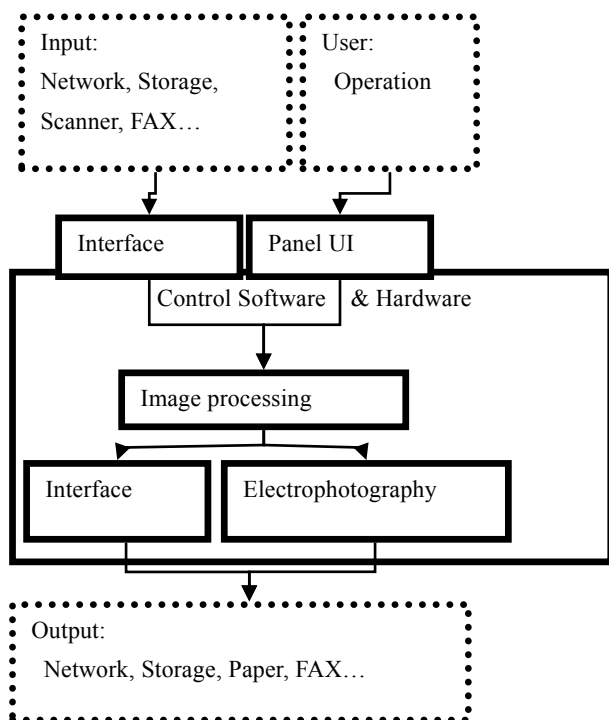 Input:
Network, Storage,
Scanner, FAX…
User:
Operation
Interface
Panel UI
Control Software & Hardware
Image processing
Interface
Electrophotography
Output:
Network, Storage, Paper, FAX…